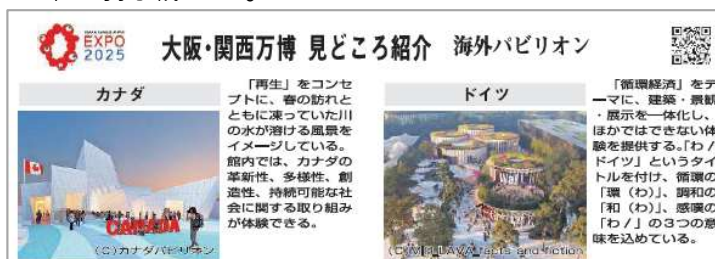 EXPO
2025
大阪・関西万博 見どころ紹介 海外パビリオン
カナダ
「再生」をコンセ
プトに、春の訪れと
ともに凍っていた川
の水が溶ける風景を
イメージしている。
館内では、カナダの
革新性、多様性、創
造性、持続可能な社
会に関する取り組み
が体験できる。
CANADA
(C)カナダパビリオン
ドイツ
「循環経済」をテ
ーマに、建築・景観
・展示を一体化し、
ほかではできない体
験を提供する。「わ!
ドイツ」というタイ
トルを付け、循環の
「環(わ)」、調和の
「和(わ)」、感嘆の
「わ!」の3つの意
味を込めている。
facts and fiction